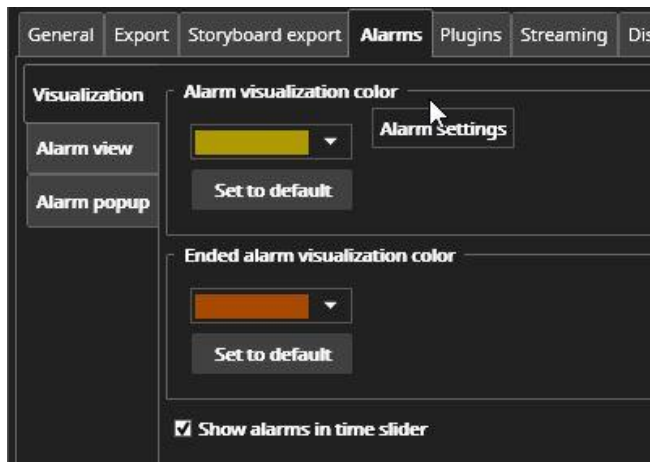 General Export Storyboard export Alarms Plugins Streaming Dis
Visualization
Alarm view
Alarm popup
Alarm visualization color
Alarm settings
Set to default
Ended alarm visualization color
Set to default
Show alarms in time slider